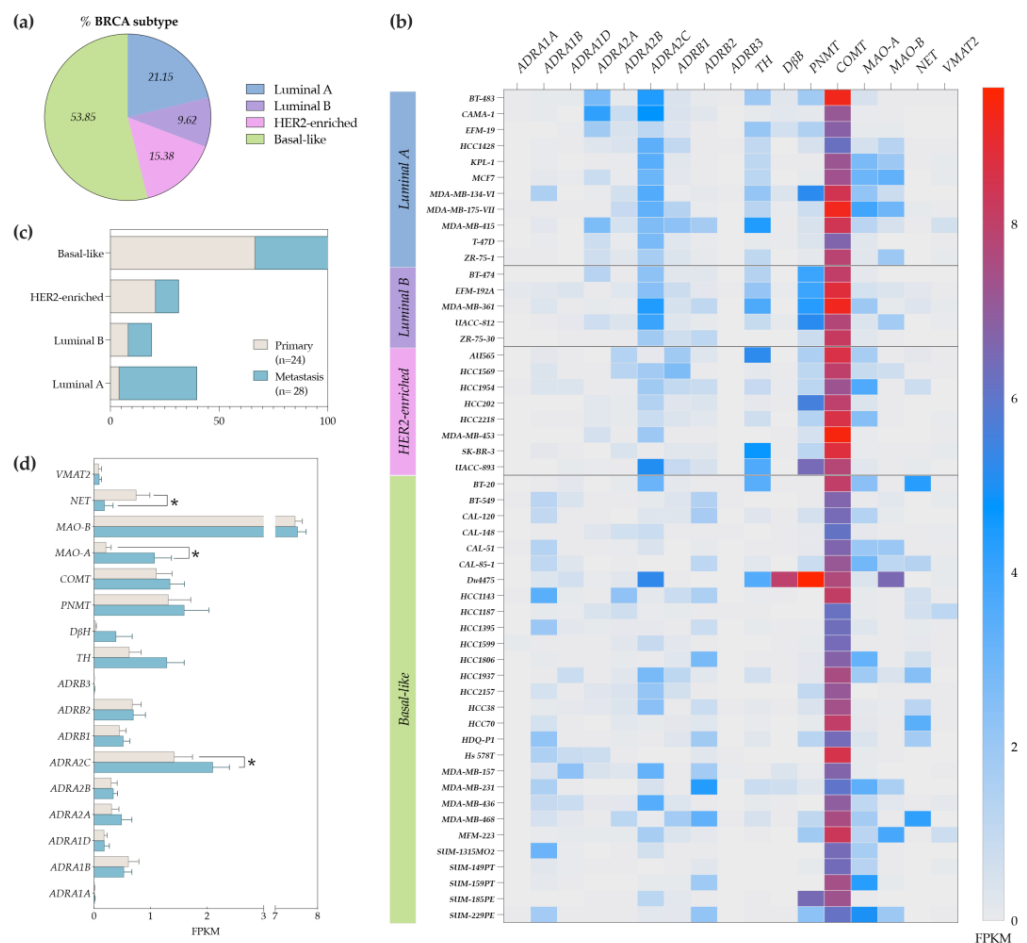 (a)
% BRCA subtype
21.15
9.62
15.38
53.85
Luminal A
Luminal B
HER2-enriched
Basal-like
(c)
Basal-like
HER2-enriched
Luminal B
Luminal A
Primary
(n=24)
Metastasis
(n= 28)
0
50
100
(d)
VMAT2
NET
MAO-B
MAO-A
COMT
PNMT
DβH
TH
ADRB3
ADRB2
ADRB1
ADRA2C
ADRA2B
ADRA2A
ADRA1D
ADRA1B
ADRA1A
*
*
*
0
1
2
3
7
8
FPKM
(b)
ADRA1A
ADRA1B
ADRA1D
ADRA2A
ADRA2B
ADRA2C
ADRB1
ADRB2
ADRB3
TH
DβB
PNMT
COMT
MAO-A
MAO-B
NET
VMAT2
Luminal A
BT-483
CAMA-1
EFM-19
HCC1428
KPL-1
MCF7
MDA-MB-134-VI
MDA-MB-175-VII
MDA-MB-415
T-47D
ZR-75-1
Luminal B
BT-474
EFM-192A
MDA-MB-361
UACC-812
ZR-75-30
HER2-enriched
AU565
HCC1569
HCC1954
HCC202
HCC2218
MDA-MB-453
SK-BR-3
UACC-893
Basal-like
BT-20
BT-549
CAL-120
CAL-148
CAL-51
CAL-85-1
Du4475
HCC1143
HCC1187
HCC1395
HCC1599
HCC1806
HCC1937
HCC2157
HCC38
HCC70
HDQ-P1
Hs 578T
MDA-MB-157
MDA-MB-231
MDA-MB-436
MDA-MB-468
MFM-223
SUM-1315MO2
SUM-149PT
SUM-159PT
SUM-185PE
SUM-229PE
8
6
4
2
0
FPKM